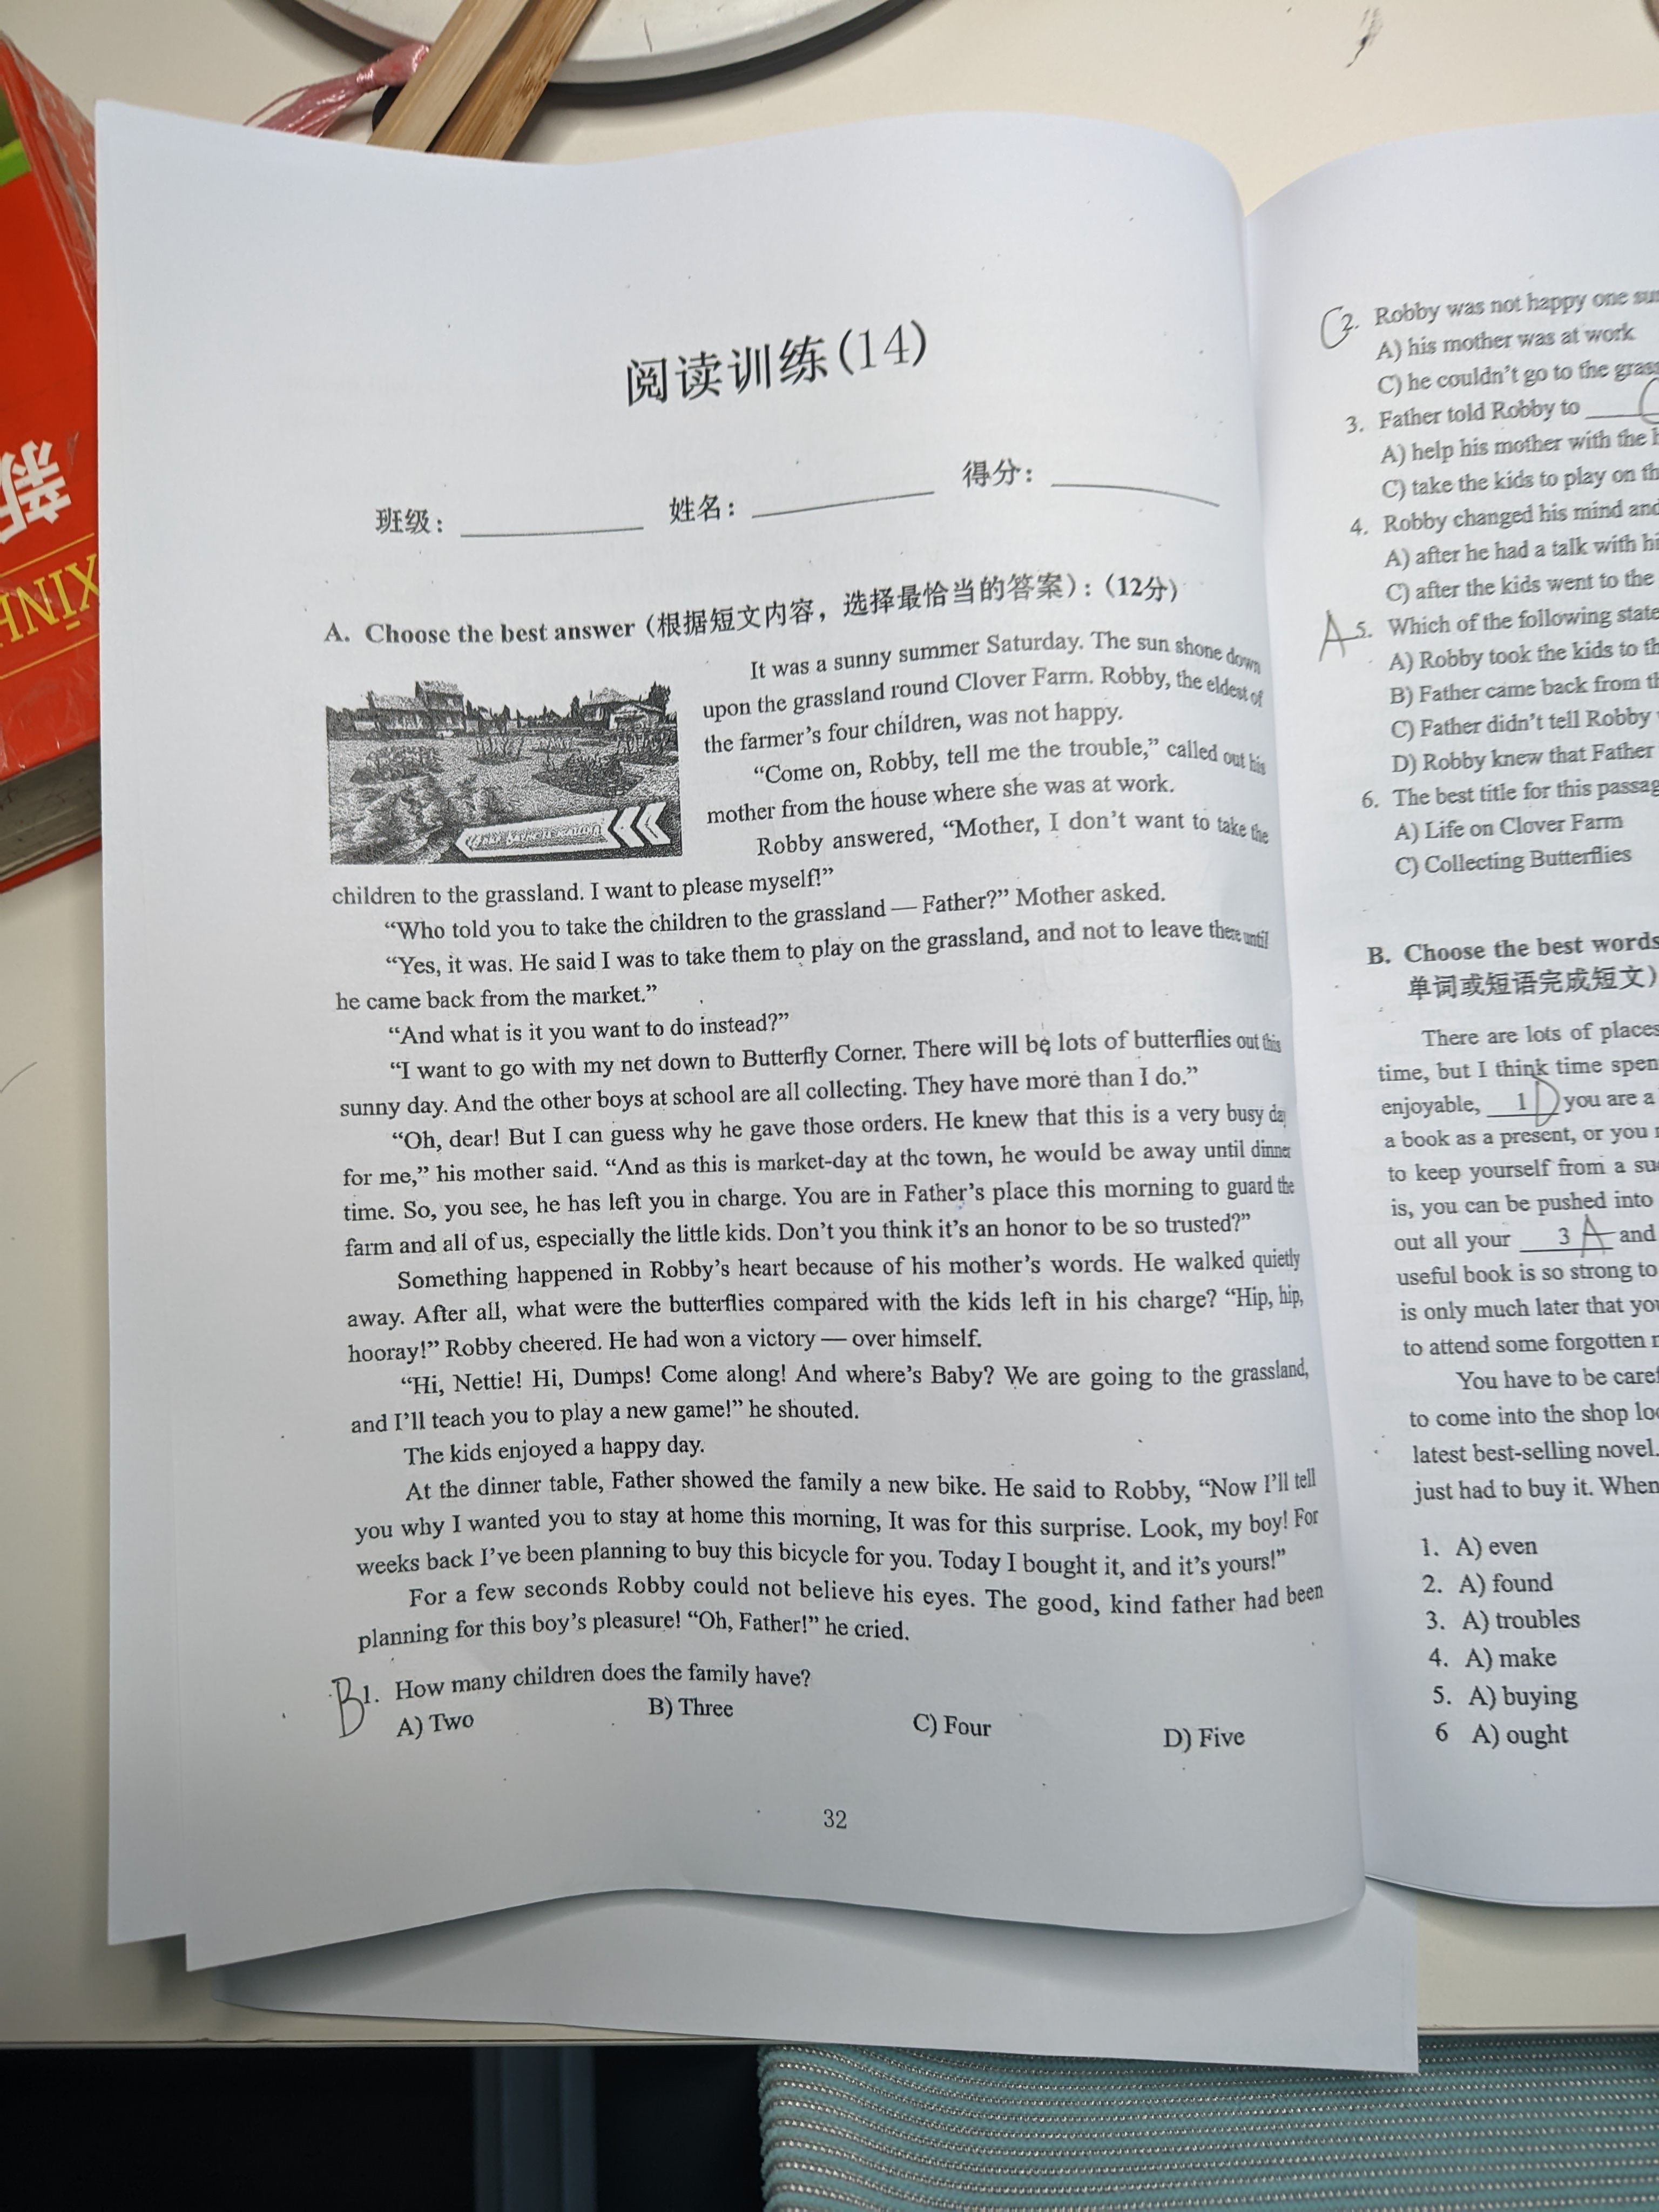 新
XĪNH
阅读训练(14)
班级: 姓名: 得分:
A. Choose the best answer (根据短文内容，选择最恰当的答案): (12分)
It was a sunny summer Saturday. The sun shone down
upon the grassland round Clover Farm. Robby, the eldest of
the farmer's four children, was not happy.
“Come on, Robby, tell me the trouble,” called out his
mother from the house where she was at work.
Robby answered, “Mother, I don't want to take the
children to the grassland. I want to please myself!”
“Who told you to take the children to the grassland — Father?” Mother asked.
“Yes, it was. He said I was to take them to play on the grassland, and not to leave there until
he came back from the market.”
“And what is it you want to do instead?”
“I want to go with my net down to Butterfly Corner. There will be lots of butterflies out this
sunny day. And the other boys at school are all collecting. They have more than I do.”
“Oh, dear! But I can guess why he gave those orders. He knew that this is a very busy da
for me,” his mother said. “And as this is market-day at the town, he would be away until dinner
time. So, you see, he has left you in charge. You are in Father's place this morning to guard the
farm and all of us, especially the little kids. Don't you think it's an honor to be so trusted?”
Something happened in Robby's heart because of his mother's words. He walked quietly
away. After all, what were the butterflies compared with the kids left in his charge? “Hip, hip,
hooray!” Robby cheered. He had won a victory — over himself.
“Hi, Nettie! Hi, Dumps! Come along! And where's Baby? We are going to the grassland,
and I'll teach you to play a new game!” he shouted.
The kids enjoyed a happy day.
At the dinner table, Father showed the family a new bike. He said to Robby, “Now I'll tell
you why I wanted you to stay at home this morning, It was for this surprise. Look, my boy! For
weeks back I've been planning to buy this bicycle for you. Today I bought it, and it's yours!”
For a few seconds Robby could not believe his eyes. The good, kind father had been
planning for this boy's pleasure! “Oh, Father!” he cried.
B 1. How many children does the family have?
A) Two B) Three C) Four D) Five
32
C 2. Robby was not happy one su
A) his mother was at work
C) he couldn't go to the grass
3. Father told Robby to C
A) help his mother with the h
C) take the kids to play on th
4. Robby changed his mind and
A) after he had a talk with hi
C) after the kids went to the
A 5. Which of the following state
A) Robby took the kids to th
B) Father came back from th
C) Father didn't tell Robby
D) Robby knew that Father
6. The best title for this passag
A) Life on Clover Farm
C) Collecting Butterflies
B. Choose the best words
单词或短语完成短文)
There are lots of places
time, but I think time spen
enjoyable, 1 D you are a
a book as a present, or you
to keep yourself from a su
is, you can be pushed into
out all your 3 A and
useful book is so strong to
is only much later that you
to attend some forgotten
You have to be caref
to come into the shop loo
latest best-selling novel.
just had to buy it. When
1. A) even
2. A) found
3. A) troubles
4. A) make
5. A) buying
6 A) ought